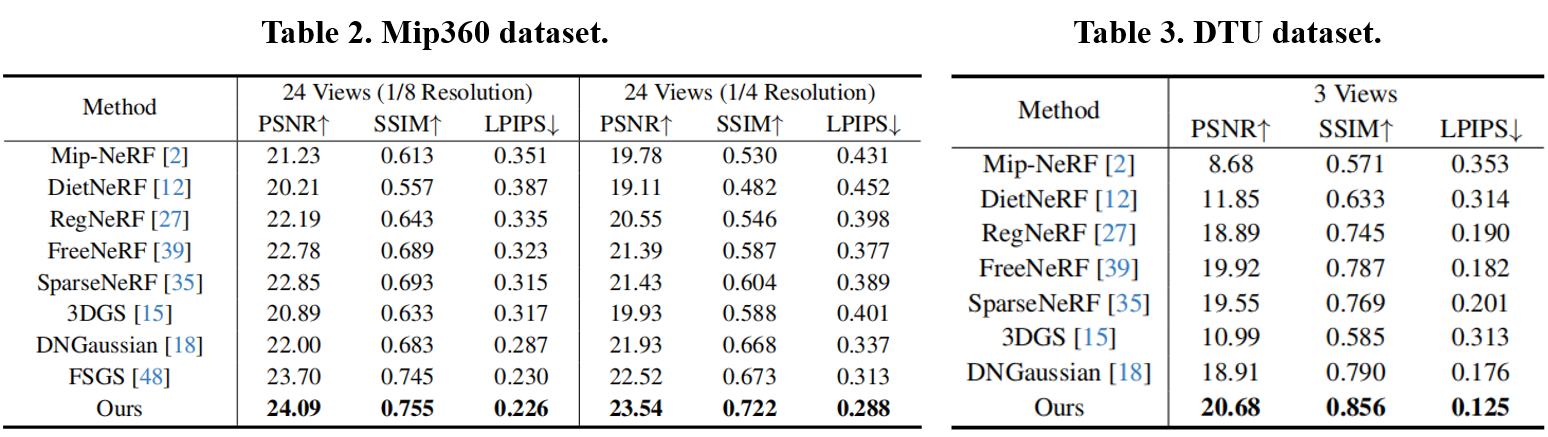 Table 2. Mip360 dataset.
Method 24 Views (1/8 Resolution) 24 Views (1/4 Resolution)
PSNR↑ SSIM↑ LPIPS↓ PSNR↑ SSIM↑ LPIPS↓
Mip-NeRF [2] 21.23 0.613 0.351 19.78 0.530 0.431
DietNeRF [12] 20.21 0.557 0.387 19.11 0.482 0.452
RegNeRF [27] 22.19 0.643 0.335 20.55 0.546 0.398
FreeNeRF [39] 22.78 0.689 0.323 21.39 0.587 0.377
SparseNeRF [35] 22.85 0.693 0.315 21.43 0.604 0.389
3DGS [15] 20.89 0.633 0.317 19.93 0.588 0.401
DNGaussian [18] 22.00 0.683 0.287 21.93 0.668 0.337
FSGS [48] 23.70 0.745 0.230 22.52 0.673 0.313
Ours 24.09 0.755 0.226 23.54 0.722 0.288
Table 3. DTU dataset.
Method 3 Views
PSNR↑ SSIM↑ LPIPS↓
Mip-NeRF [2] 8.68 0.571 0.353
DietNeRF [12] 11.85 0.633 0.314
RegNeRF [27] 18.89 0.745 0.190
FreeNeRF [39] 19.92 0.787 0.182
SparseNeRF [35] 19.55 0.769 0.201
3DGS [15] 10.99 0.585 0.313
DNGaussian [18] 18.91 0.790 0.176
Ours 20.68 0.856 0.125